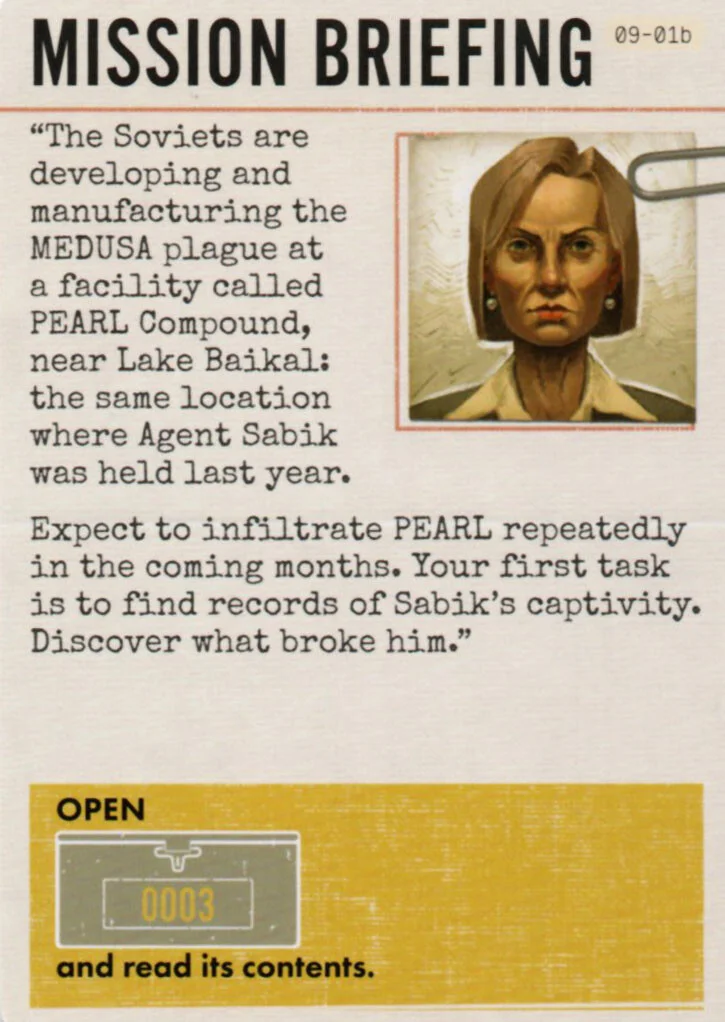 MISSION BRIEFING
09-01b
“The Soviets are
developing and
manufacturing the
MEDUSA plague at
a facility called
PEARL Compound,
near Lake Baikal:
the same location
where Agent Sabik
was held last year.
Expect to infiltrate PEARL repeatedly
in the coming months. Your first task
is to find records of Sabik’s captivity.
Discover what broke him.”
OPEN
0003
and read its contents.